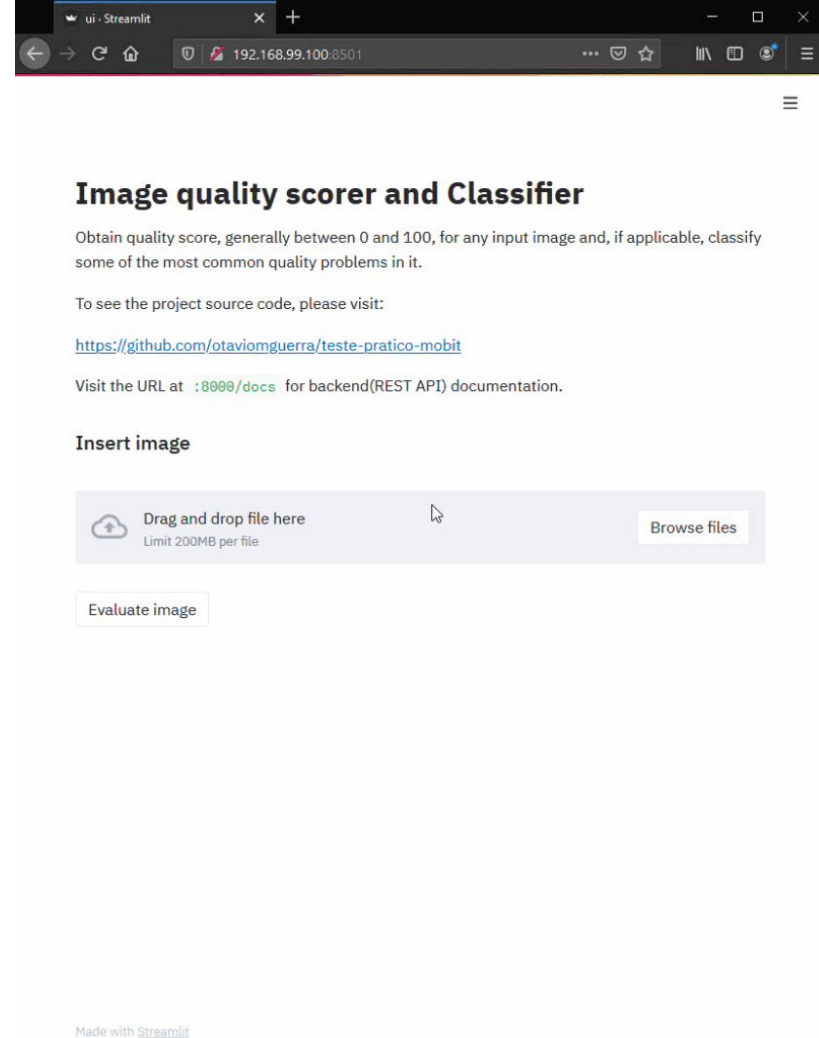 ui · Streamlit
192.168.99.100:8501
Image quality scorer and Classifier
Obtain quality score, generally between 0 and 100, for any input image and, if applicable, classify
some of the most common quality problems in it.
To see the project source code, please visit:
https://github.com/otaviomguerra/teste-pratico-mobit
Visit the URL at :8000/docs for backend(REST API) documentation.
Insert image
Drag and drop file here
Limit 200MB per file
Browse files
Evaluate image
Made with Streamlit